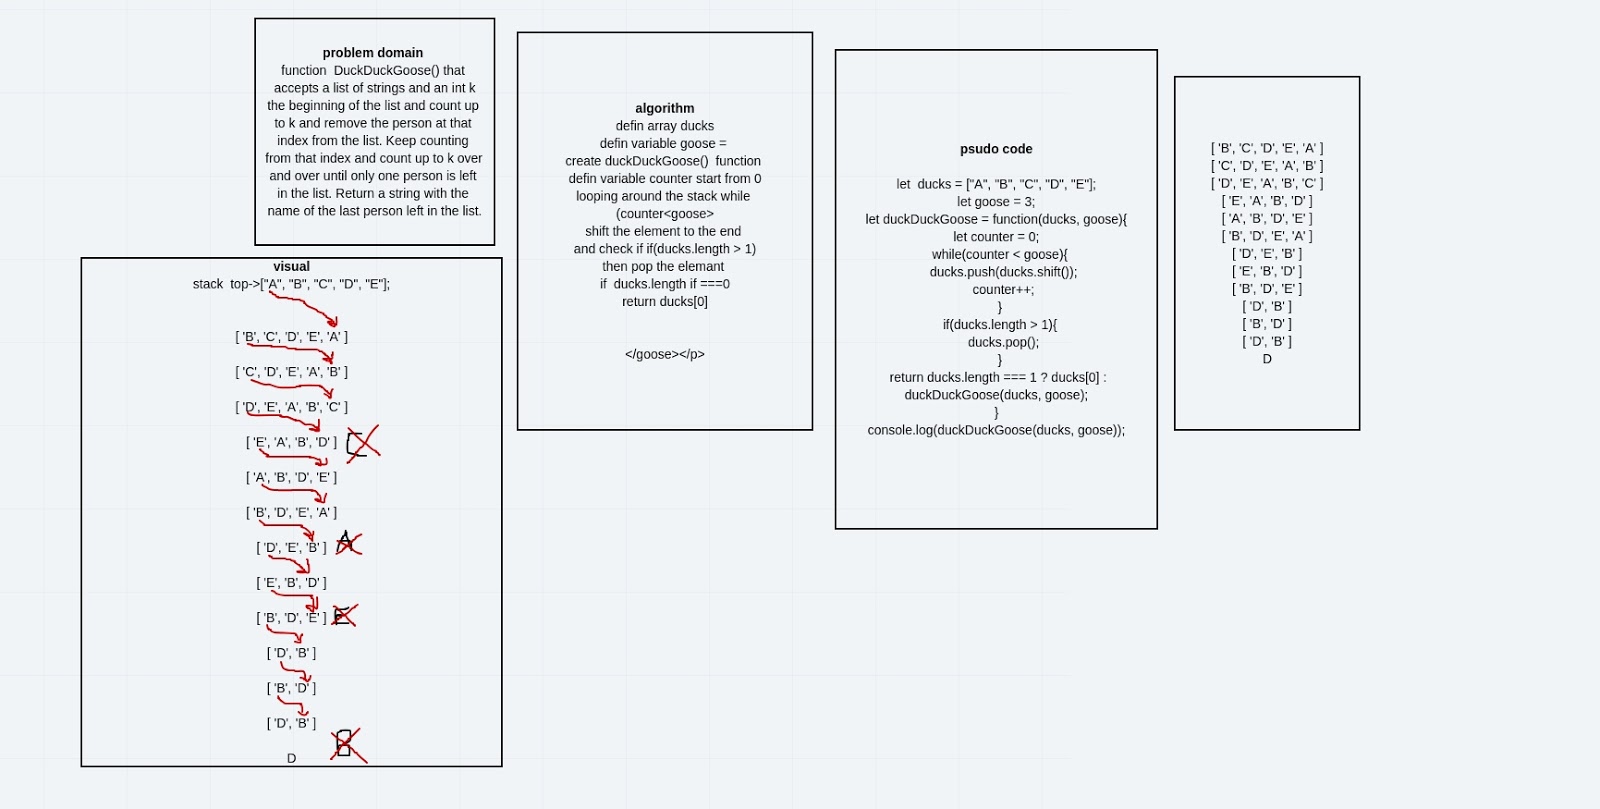 problem domain
function DuckDuckGoose() that
accepts a list of strings and an int k
the beginning of the list and count up
to k and remove the person at that
index from the list. Keep counting
from that index and count up to k over
and over until only one person is left
in the list. Return a string with the
name of the last person left in the list.
visual
stack top->["A", "B", "C", "D", "E"];
[ 'B', 'C', 'D', 'E', 'A' ]
[ 'C', 'D', 'E', 'A', 'B' ]
[ 'D', 'E', 'A', 'B', 'C' ]
[ 'E', 'A', 'B', 'D' ] C
[ 'A', 'B', 'D', 'E' ]
[ 'B', 'D', 'E', 'A' ]
[ 'D', 'E', 'B' ] A
[ 'E', 'B', 'D' ]
[ 'B', 'D', 'E' ] E
[ 'D', 'B' ]
[ 'B', 'D' ]
[ 'D', 'B' ]
D B
algorithm
defin array ducks
defin variable goose =
create duckDuckGoose() function
defin variable counter start from 0
looping around the stack while
(counter<goose>
shift the element to the end
and check if if(ducks.length > 1)
then pop the elemant
if ducks.length if ===0
return ducks[0]
</goose></p>
psudo code
let ducks = ["A", "B", "C", "D", "E"];
let goose = 3;
let duckDuckGoose = function(ducks, goose){
let counter = 0;
while(counter < goose){
ducks.push(ducks.shift());
counter++;
}
if(ducks.length > 1){
ducks.pop();
}
return ducks.length === 1 ? ducks[0] :
duckDuckGoose(ducks, goose);
}
console.log(duckDuckGoose(ducks, goose));
[ 'B', 'C', 'D', 'E', 'A' ]
[ 'C', 'D', 'E', 'A', 'B' ]
[ 'D', 'E', 'A', 'B', 'C' ]
[ 'E', 'A', 'B', 'D' ]
[ 'A', 'B', 'D', 'E' ]
[ 'B', 'D', 'E', 'A' ]
[ 'D', 'E', 'B' ]
[ 'E', 'B', 'D' ]
[ 'B', 'D', 'E' ]
[ 'D', 'B' ]
[ 'B', 'D' ]
[ 'D', 'B' ]
D